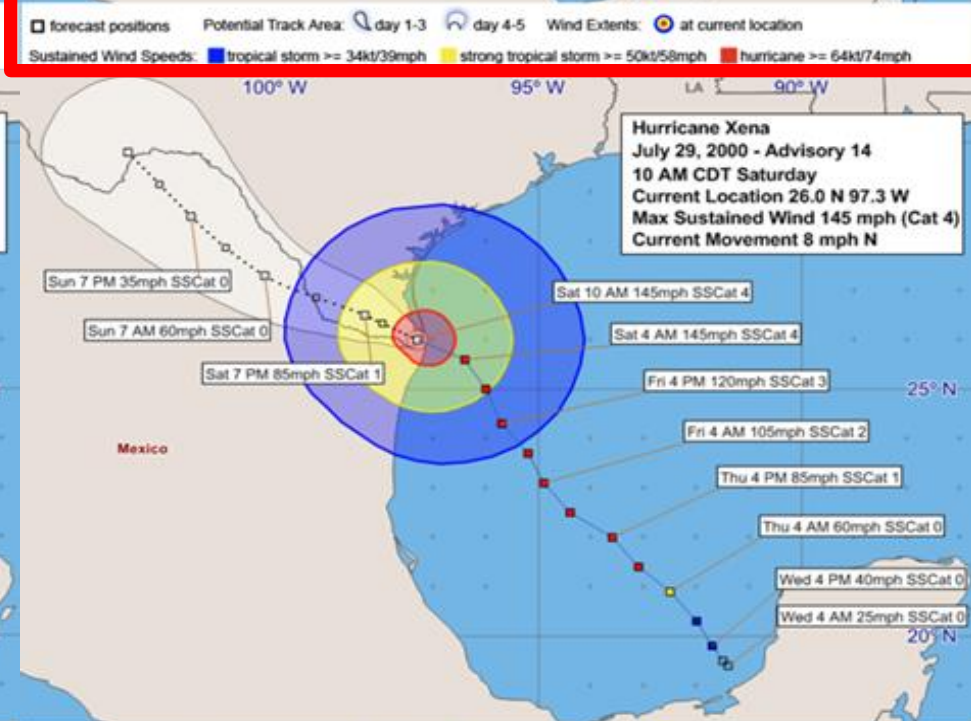 forecast positions Potential Track Area: day 1-3 day 4-5 Wind Extents: at current location
Sustained Wind Speeds: tropical storm >= 34kt/39mph strong tropical storm >= 50kt/58mph hurricane >= 64kt/74mph
100° W 95° W LA 90° W
Hurricane Xena
July 29, 2000 - Advisory 14
10 AM CDT Saturday
Current Location 26.0 N 97.3 W
Max Sustained Wind 145 mph (Cat 4)
Current Movement 8 mph N
Sun 7 PM 35mph SSCat 0
Sat 10 AM 145mph SSCat 4
Sun 7 AM 60mph SSCat 0
Sat 4 AM 145mph SSCat 4
Sat 7 PM 85mph SSCat 1
Fri 4 PM 120mph SSCat 3
25° N
Fri 4 AM 105mph SSCat 2
Mexico
Thu 4 PM 85mph SSCat 1
Thu 4 AM 60mph SSCat 0
Wed 4 PM 40mph SSCat 0
Wed 4 AM 25mph SSCat 0
20° N